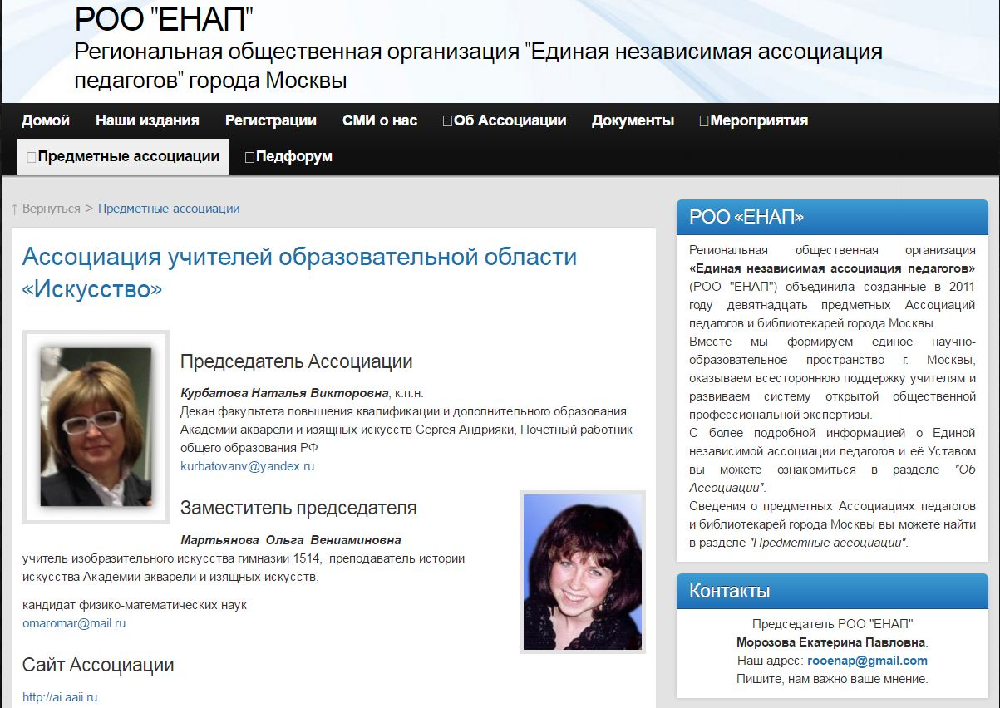 РОО "ЕНАП"
Региональная общественная организация "Единая независимая ассоциация
педагогов" города Москвы
Домой Наши издания Регистрации СМИ о нас Об Ассоциации Документы Мероприятия
Предметные ассоциации Педфорум
↑ Вернуться > Предметные ассоциации
Ассоциация учителей образовательной области
«Искусство»
Председатель Ассоциации
Курбатова Наталья Викторовна, к.п.н.
Декан факультета повышения квалификации и дополнительного образования
Академии акварели и изящных искусств Сергея Андрияки, Почетный работник
общего образования РФ
kurbatovanv@yandex.ru
Заместитель председателя
Мартьянова Ольга Вениаминовна
учитель изобразительного искусства гимназии 1514, преподаватель истории
искусства Академии акварели и изящных искусств,
кандидат физико-математических наук
omaromar@mail.ru
Сайт Ассоциации
http://ai.aaii.ru
РОО «ЕНАП»
Региональная общественная организация
«Единая независимая ассоциация педагогов»
(РОО "ЕНАП") объединила созданные в 2011
году девятнадцать предметных Ассоциаций
педагогов и библиотекарей города Москвы.
Вместе мы формируем единое научно-
образовательное пространство г. Москвы,
оказываем всестороннюю поддержку учителям и
развиваем систему открытой общественной
профессиональной экспертизы.
С более подробной информацией о Единой
независимой ассоциации педагогов и её Уставом
вы можете ознакомиться в разделе "Об
Ассоциации".
Сведения о предметных Ассоциациях педагогов
и библиотекарей города Москвы вы можете найти
в разделе "Предметные ассоциации".
Контакты
Председатель РОО "ЕНАП"
Морозова Екатерина Павловна.
Наш адрес: rooenap@gmail.com
Пишите, нам важно ваше мнение.